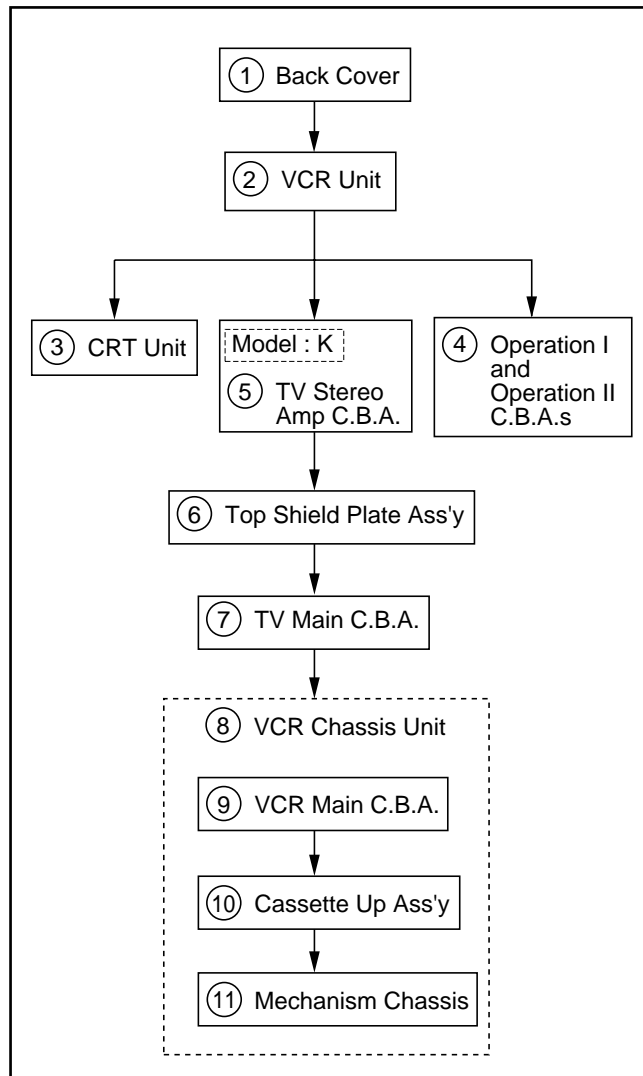 1 Back Cover
2 VCR Unit
3 CRT Unit
Model : K
5 TV Stereo
Amp C.B.A.
4 Operation I
and
Operation II
C.B.A.s
6 Top Shield Plate Ass'y
7 TV Main C.B.A.
8 VCR Chassis Unit
9 VCR Main C.B.A.
10 Cassette Up Ass'y
11 Mechanism Chassis